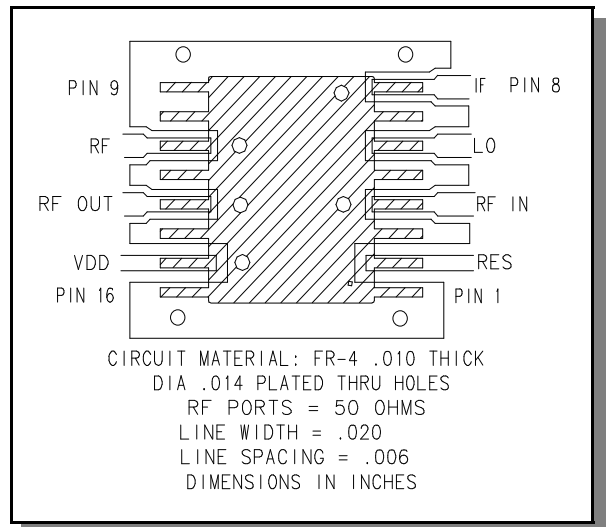 PIN 9
IF PIN 8
RF
LO
RF OUT
RF IN
VDD
RES
PIN 16
PIN 1
CIRCUIT MATERIAL: FR-4 .010 THICK
DIA .014 PLATED THRU HOLES
RF PORTS = 50 OHMS
LINE WIDTH = .020
LINE SPACING = .006
DIMENSIONS IN INCHES